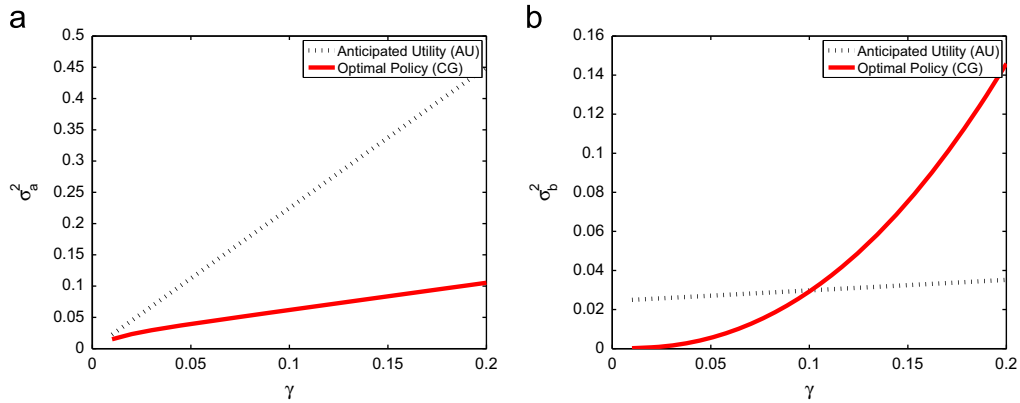 a
0.5
0.45
0.4
0.35
0.3
0.25
0.2
0.15
0.1
0.05
0
σ²a
Anticipated Utility (AU)
Optimal Policy (CG)
0 0.05 0.1 0.15 0.2
γ
b
0.16
0.14
0.12
0.1
0.08
0.06
0.04
0.02
0
σ²b
Anticipated Utility (AU)
Optimal Policy (CG)
0 0.05 0.1 0.15 0.2
γ